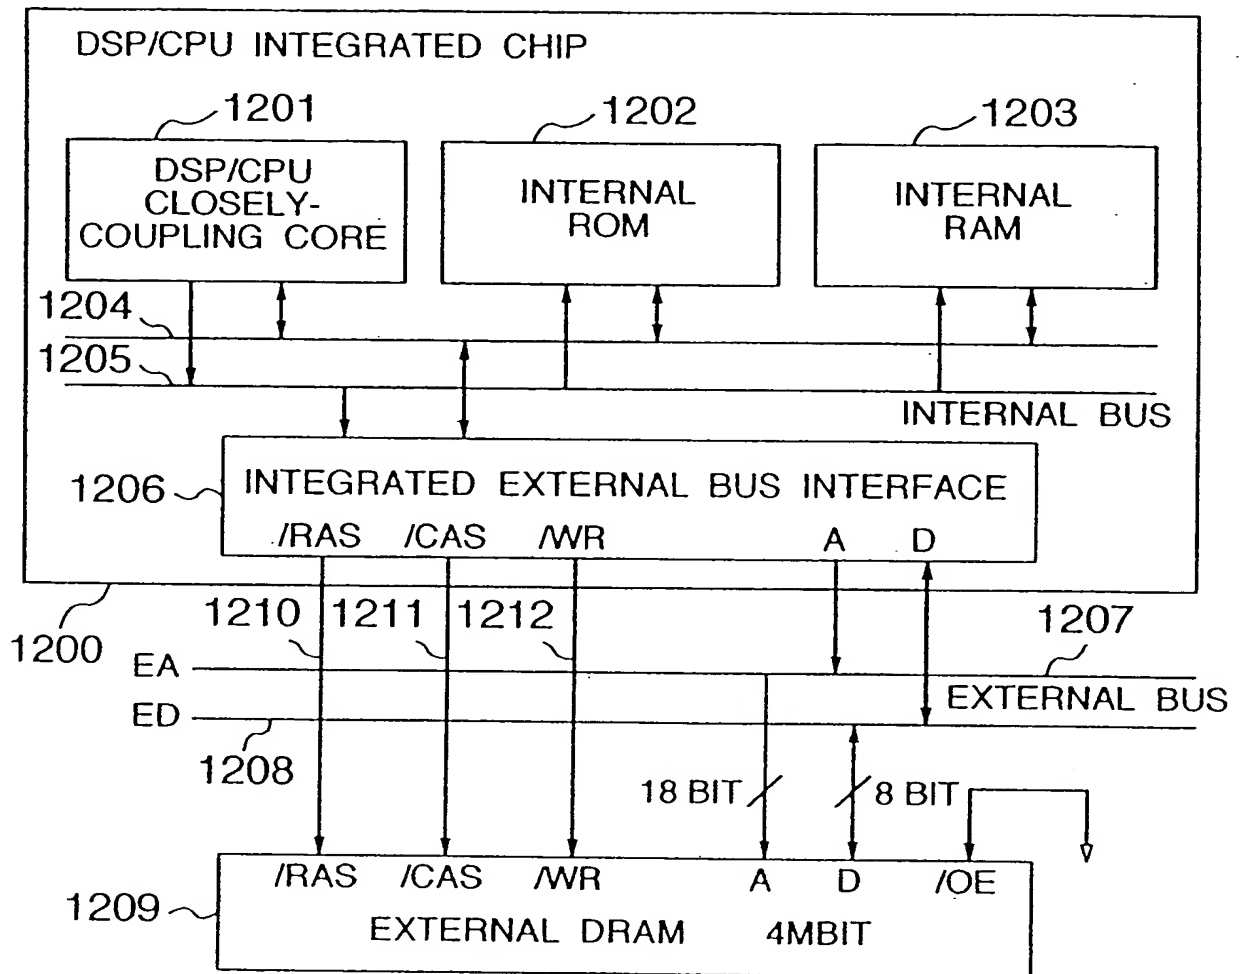 DSP/CPU INTEGRATED CHIP
1201
1202
1203
DSP/CPU
CLOSELY-
COUPLING CORE
INTERNAL
ROM
INTERNAL
RAM
1204
1205
INTERNAL BUS
1206
INTEGRATED EXTERNAL BUS INTERFACE
/RAS /CAS /WR A D
1210 1211 1212 1207
1200
EA
EXTERNAL BUS
ED
1208
18 BIT 8 BIT
/RAS /CAS /WR A D /OE
1209
EXTERNAL DRAM 4MBIT